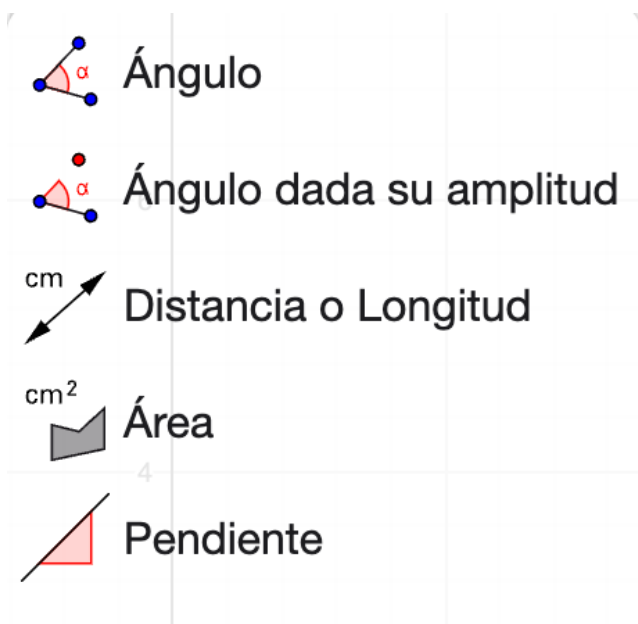 α Ángulo
α Ángulo dada su amplitud
cm
Distancia o Longitud
cm²
Área
4
Pendiente